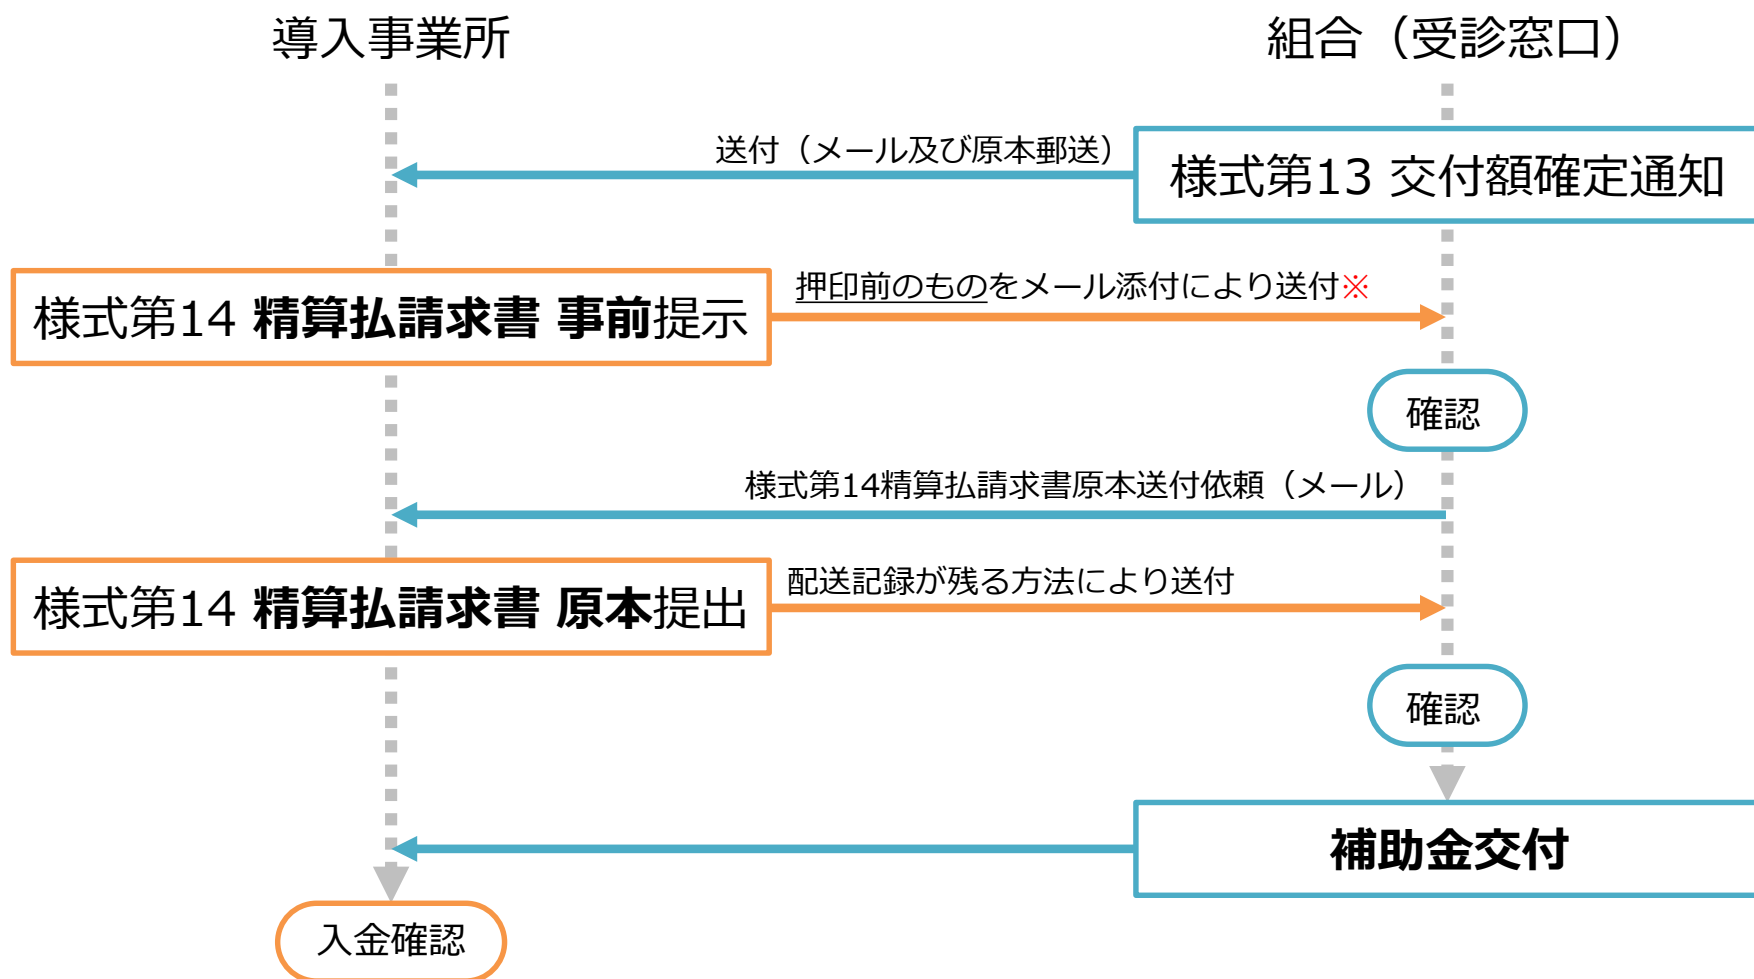 導入事業所
組合（受診窓口）
送付（メール及び原本郵送）
様式第13 交付額確定通知
様式第14 精算払請求書 事前提示
押印前のものをメール添付により送付※
確認
様式第14精算払請求書原本送付依頼（メール）
様式第14 精算払請求書 原本提出
配送記録が残る方法により送付
確認
補助金交付
入金確認